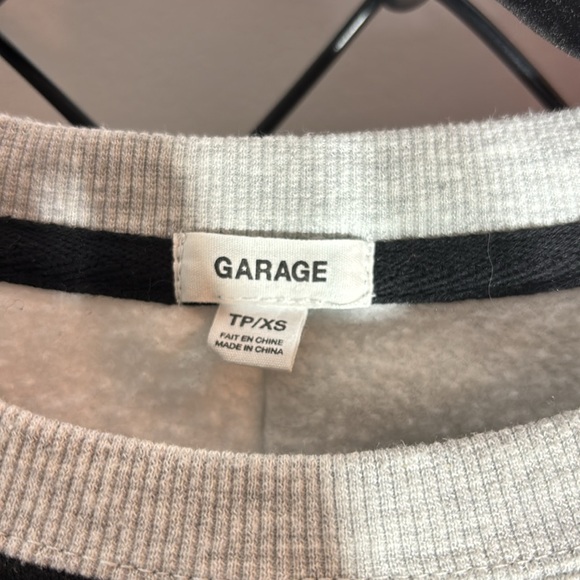 GARAGE
TP/XS
FAIT EN CHINE
MADE IN CHINA